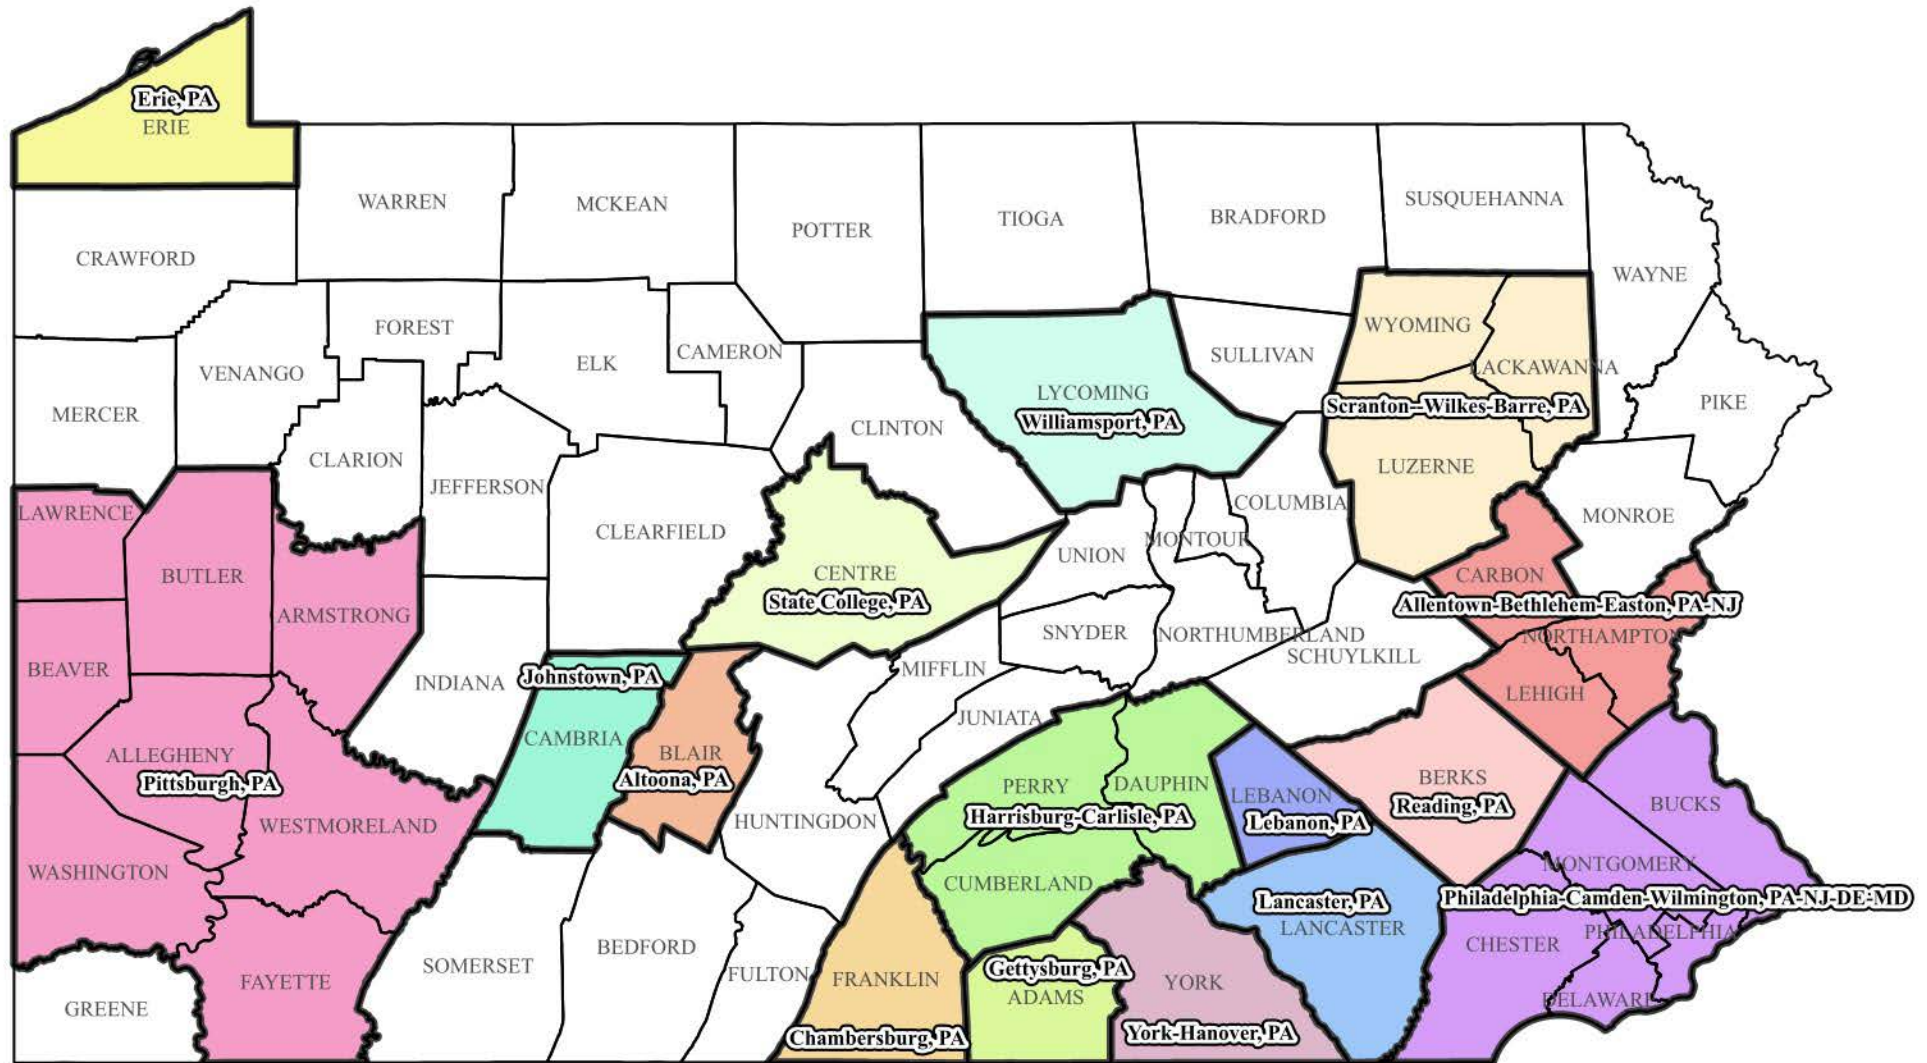 Erie, PA
ERIE
WARREN
MCKEAN
POTTER
TIOGA
BRADFORD
SUSQUEHANNA
CRAWFORD
WAYNE
FOREST
WYOMING
VENANGO
ELK
CAMERON
SULLIVAN
LACKAWANNA
LYCOMING
Williamsport, PA
Scranton--Wilkes-Barre, PA
PIKE
MERCER
CLINTON
CLARION
LUZERNE
JEFFERSON
COLUMBIA
LAWRENCE
MONROE
CLEARFIELD
MONTOUR
UNION
BUTLER
CENTRE
State College, PA
CARBON
Allentown-Bethlehem-Easton, PA-NJ
ARMSTRONG
SNYDER
NORTHUMBERLAND
NORTHAMPTON
SCHUYLKILL
BEAVER
MIFFLIN
Johnstown, PA
INDIANA
LEHIGH
JUNIATA
CAMBRIA
ALLEGHENY
Pittsburgh, PA
BLAIR
Altoona, PA
PERRY
DAUPHIN
BERKS
Reading, PA
LEBANON
Lebanon, PA
BUCKS
Harrisburg-Carlisle, PA
HUNTINGDON
WESTMORELAND
MONTGOMERY
WASHINGTON
CUMBERLAND
Philadelphia-Camden-Wilmington, PA-NJ-DE-MD
Lancaster, PA
LANCASTER
PHILADELPHIA
CHESTER
BEDFORD
SOMERSET
FULTON
FRANKLIN
Gettysburg, PA
ADAMS
YORK
FAYETTE
DELAWARE
GREENE
Chambersburg, PA
York-Hanover, PA